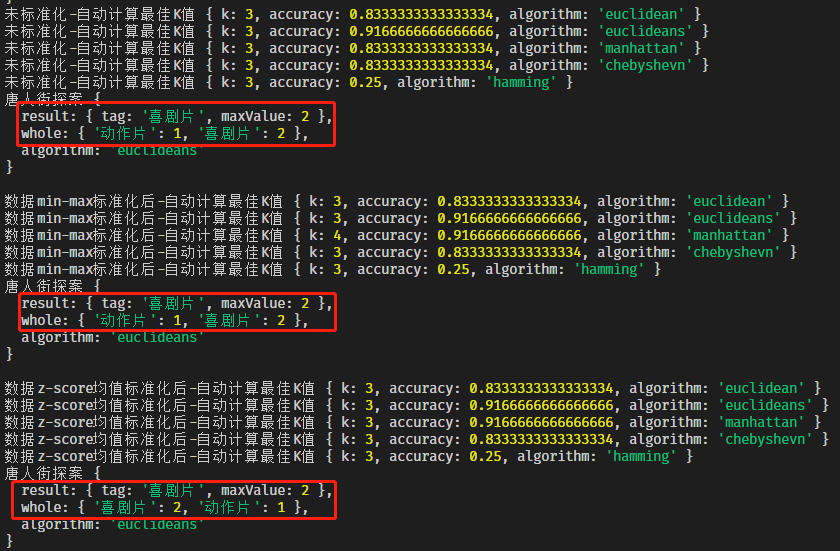 }
未标准化-自动计算最佳K值 { k: 3, accuracy: 0.8333333333333334, algorithm: 'euclidean' }
未标准化-自动计算最佳K值 { k: 3, accuracy: 0.9166666666666666, algorithm: 'euclideans' }
未标准化-自动计算最佳K值 { k: 3, accuracy: 0.8333333333333334, algorithm: 'manhattan' }
未标准化-自动计算最佳K值 { k: 3, accuracy: 0.8333333333333334, algorithm: 'chebyshevn' }
未标准化-自动计算最佳K值 { k: 3, accuracy: 0.25, algorithm: 'hamming' }
唐人街探案 {
result: { tag: '喜剧片', maxValue: 2 },
whole: { '动作片': 1, '喜剧片': 2 },
algorithm: 'euclideans'
}
数据min-max标准化后-自动计算最佳K值 { k: 3, accuracy: 0.8333333333333334, algorithm: 'euclidean' }
数据min-max标准化后-自动计算最佳K值 { k: 3, accuracy: 0.9166666666666666, algorithm: 'euclideans' }
数据min-max标准化后-自动计算最佳K值 { k: 4, accuracy: 0.9166666666666666, algorithm: 'manhattan' }
数据min-max标准化后-自动计算最佳K值 { k: 3, accuracy: 0.8333333333333334, algorithm: 'chebyshevn' }
数据min-max标准化后-自动计算最佳K值 { k: 3, accuracy: 0.25, algorithm: 'hamming' }
唐人街探案 {
result: { tag: '喜剧片', maxValue: 2 },
whole: { '动作片': 1, '喜剧片': 2 },
algorithm: 'euclideans'
}
数据z-score均值标准化后-自动计算最佳K值 { k: 3, accuracy: 0.8333333333333334, algorithm: 'euclidean' }
数据z-score均值标准化后-自动计算最佳K值 { k: 3, accuracy: 0.9166666666666666, algorithm: 'euclideans' }
数据z-score均值标准化后-自动计算最佳K值 { k: 3, accuracy: 0.9166666666666666, algorithm: 'manhattan' }
数据z-score均值标准化后-自动计算最佳K值 { k: 3, accuracy: 0.8333333333333334, algorithm: 'chebyshevn' }
数据z-score均值标准化后-自动计算最佳K值 { k: 3, accuracy: 0.25, algorithm: 'hamming' }
唐人街探案 {
result: { tag: '喜剧片', maxValue: 2 },
whole: { '喜剧片': 2, '动作片': 1 },
algorithm: 'euclideans'
}